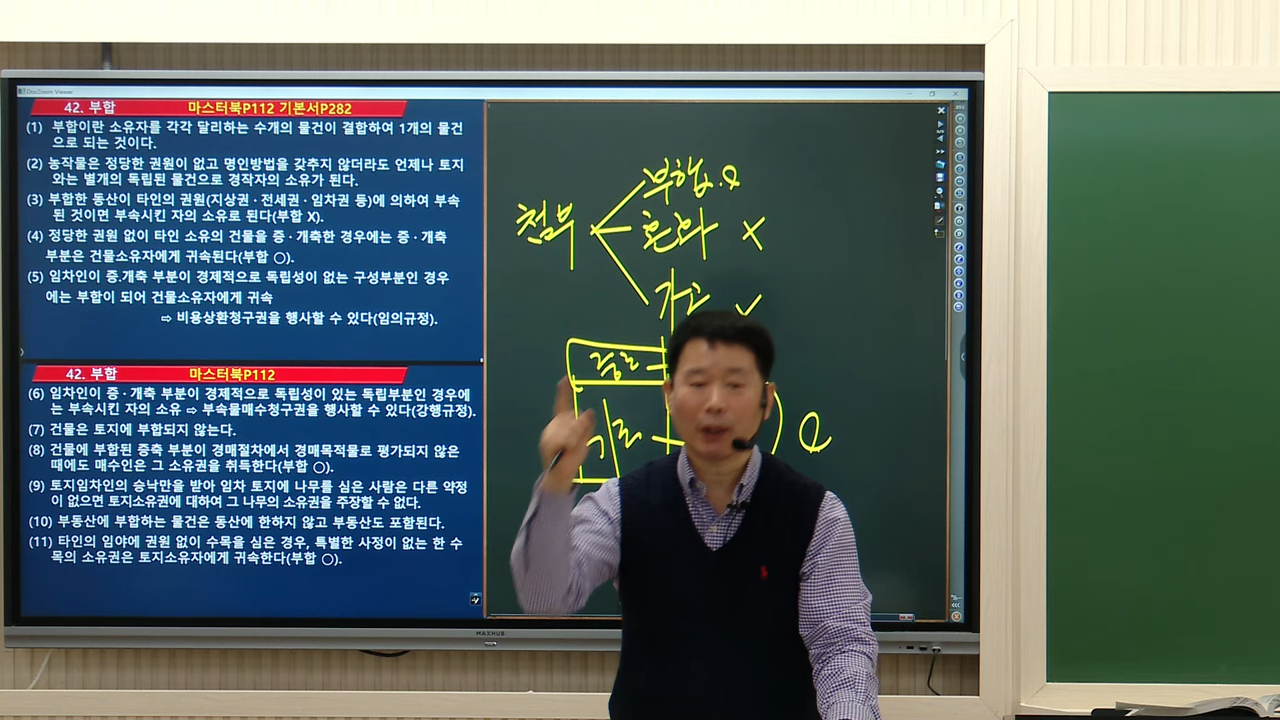 DocZoom Viewer
42. 부합 마스터북P112 기본서P282
(1) 부합이란 소유자를 각각 달리하는 수개의 물건이 결합하여 1개의 물건
으로 되는 것이다.
(2) 농작물은 정당한 권원이 없고 명인방법을 갖추지 않더라도 언제나 토지
와는 별개의 독립된 물건으로 경작자의 소유가 된다.
(3) 부합한 동산이 타인의 권원(지상권·전세권·임차권 등)에 의하여 부속
된 것이면 부속시킨 자의 소유로 된다(부합 X).
(4) 정당한 권원 없이 타인 소유의 건물을 증·개축한 경우에는 증·개축
부분은 건물소유자에게 귀속된다(부합 ○).
(5) 임차인이 증.개축 부분이 경제적으로 독립성이 없는 구성부분인 경우
에는 부합이 되어 건물소유자에게 귀속
⇨ 비용상환청구권을 행사할 수 있다(임의규정).
42. 부합 마스터북P112
(6) 임차인이 증·개축 부분이 경제적으로 독립성이 있는 독립부분인 경우에
는 부속시킨 자의 소유 ⇨ 부속물매수청구권을 행사할 수 있다(강행규정).
(7) 건물은 토지에 부합되지 않는다.
(8) 건물에 부합된 증축 부분이 경매절차에서 경매목적물로 평가되지 않은
때에도 매수인은 그 소유권을 취득한다(부합 ○).
(9) 토지임차인의 승낙만을 받아 임차 토지에 나무를 심은 사람은 다른 약정
이 없으면 토지소유권에 대하여 그 나무의 소유권을 주장할 수 없다.
(10) 부동산에 부합하는 물건은 동산에 한하지 않고 부동산도 포함된다.
(11) 타인의 임야에 권원 없이 수목을 심은 경우, 특별한 사정이 없는 한 수
목의 소유권은 토지소유자에게 귀속한다(부합 ○).
부합
첨부
혼화 X
가공
MAXHUB